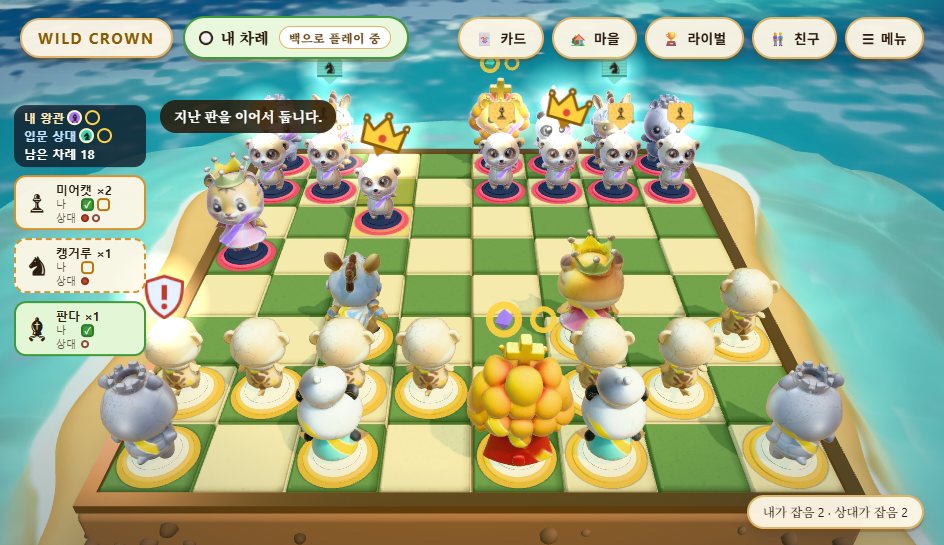 WILD CROWN
내 차례
백으로 플레이 중
카드
마을
라이벌
친구
☰ 메뉴
내 왕관
입문 상대
남은 차례 18
지난 판을 이어서 둡니다.
미어캣 ×2
나
상대
캥거루 ×1
나
상대
판다 ×1
나
상대
내가 잡음 2 · 상대가 잡음 2